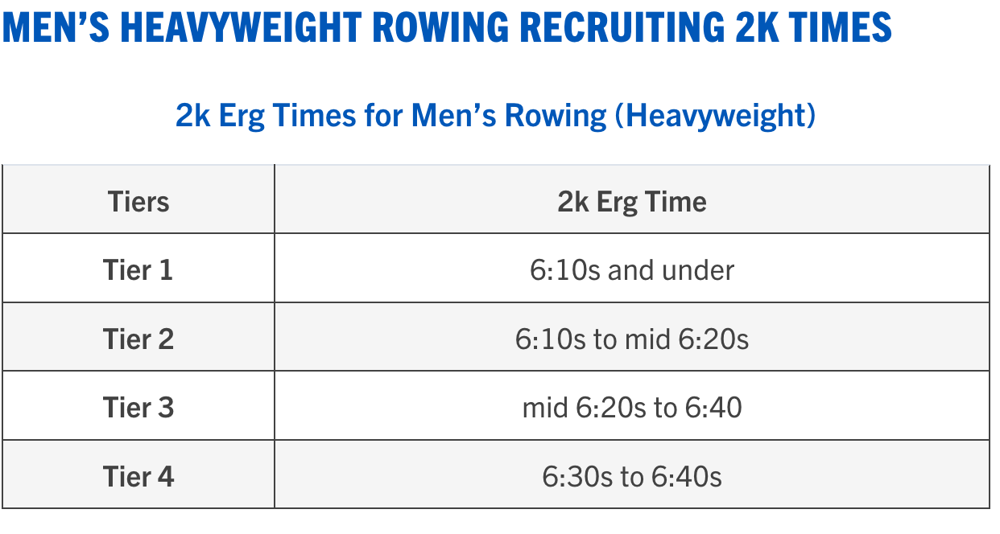 MEN’S HEAVYWEIGHT ROWING RECRUITING 2K TIMES
2k Erg Times for Men’s Rowing (Heavyweight)
Tiers 2k Erg Time
Tier 1 6:10s and under
Tier 2 6:10s to mid 6:20s
Tier 3 mid 6:20s to 6:40
Tier 4 6:30s to 6:40s